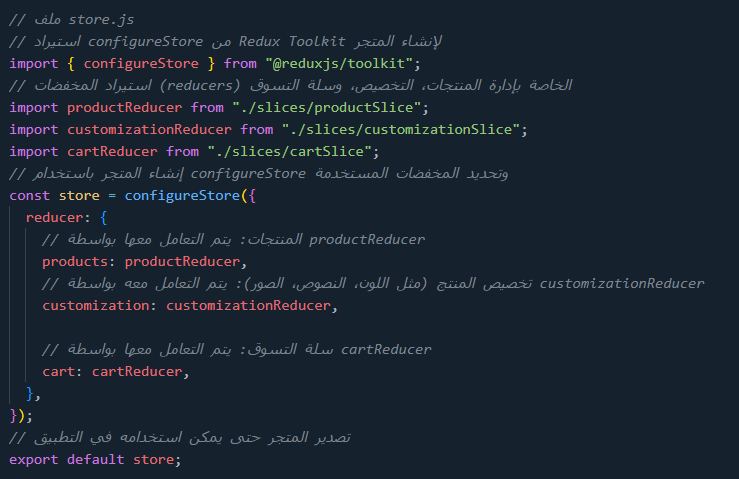 // ملف store.js
// استيراد configureStore من Redux Toolkit لإنشاء المتجر
import { configureStore } from "@reduxjs/toolkit";
// استيراد المخفضات (reducers) الخاصة بإدارة المنتجات، التخصيص، وسلة التسوق
import productReducer from "./slices/productSlice";
import customizationReducer from "./slices/customizationSlice";
import cartReducer from "./slices/cartSlice";
// إنشاء المتجر باستخدام configureStore وتحديد المخفضات المستخدمة
const store = configureStore({
  reducer: {
    // المنتجات: يتم التعامل معها بواسطة productReducer
    products: productReducer,
    // تخصيص المنتج (مثل اللون، النصوص، الصور): يتم التعامل معه بواسطة customizationReducer
    customization: customizationReducer,
    // سلة التسوق: يتم التعامل معها بواسطة cartReducer
    cart: cartReducer,
  },
});
// تصدير المتجر حتى يمكن استخدامه في التطبيق
export default store;